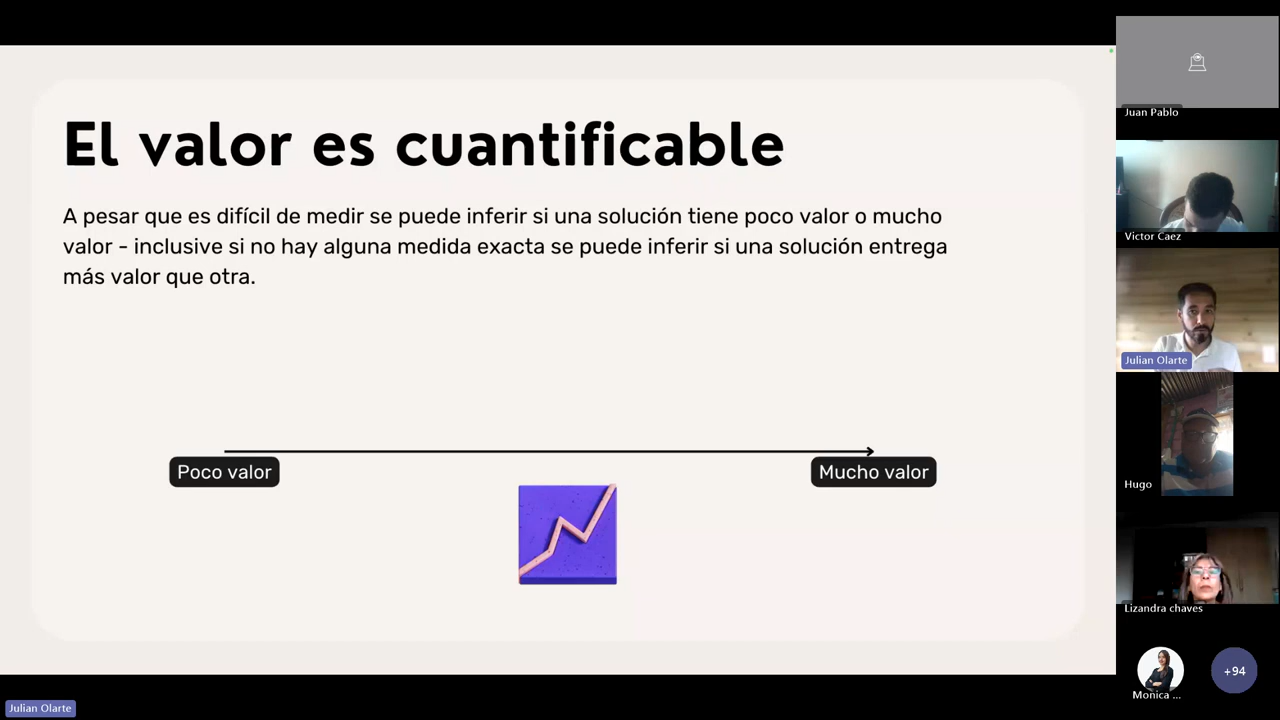 El valor es cuantificable
A pesar que es difícil de medir se puede inferir si una solución tiene poco valor o mucho
valor - inclusive si no hay alguna medida exacta se puede inferir si una solución entrega
más valor que otra.
Poco valor
Mucho valor
Juan Pablo
Victor Caez
Julian Olarte
Hugo
Lizandra chaves
Monica ...
+94
Julian Olarte